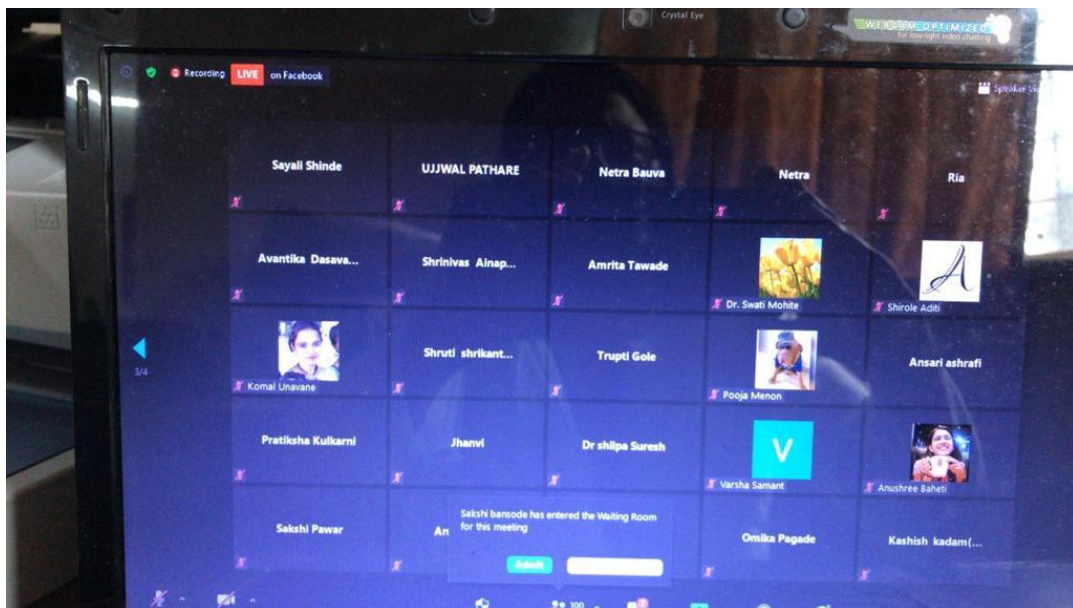 Crystal Eye
WEBCAM OPTIMIZED
for low-light video chatting
Recording LIVE on Facebook
Speaker Vie
Sayali Shinde
UJJWAL PATHARE
Netra Bauva
Netra
Ria
Avantika Dasava...
Shrinivas Ainap...
Amrita Tawade
Dr. Swati Mohite
A
Shirole Aditi
3/4
Komal Unavane
Shruti shrikant...
Trupti Gole
Pooja Menon
Ansari ashrafi
Pratiksha Kulkarni
Jhanvi
Dr shilpa Suresh
V
Varsha Samant
Anushree Baheti
Sakshi Pawar
An
Sakshi bansode has entered the Waiting Room
for this meeting
Admit
Omika Pagade
Kashish kadam(...
100